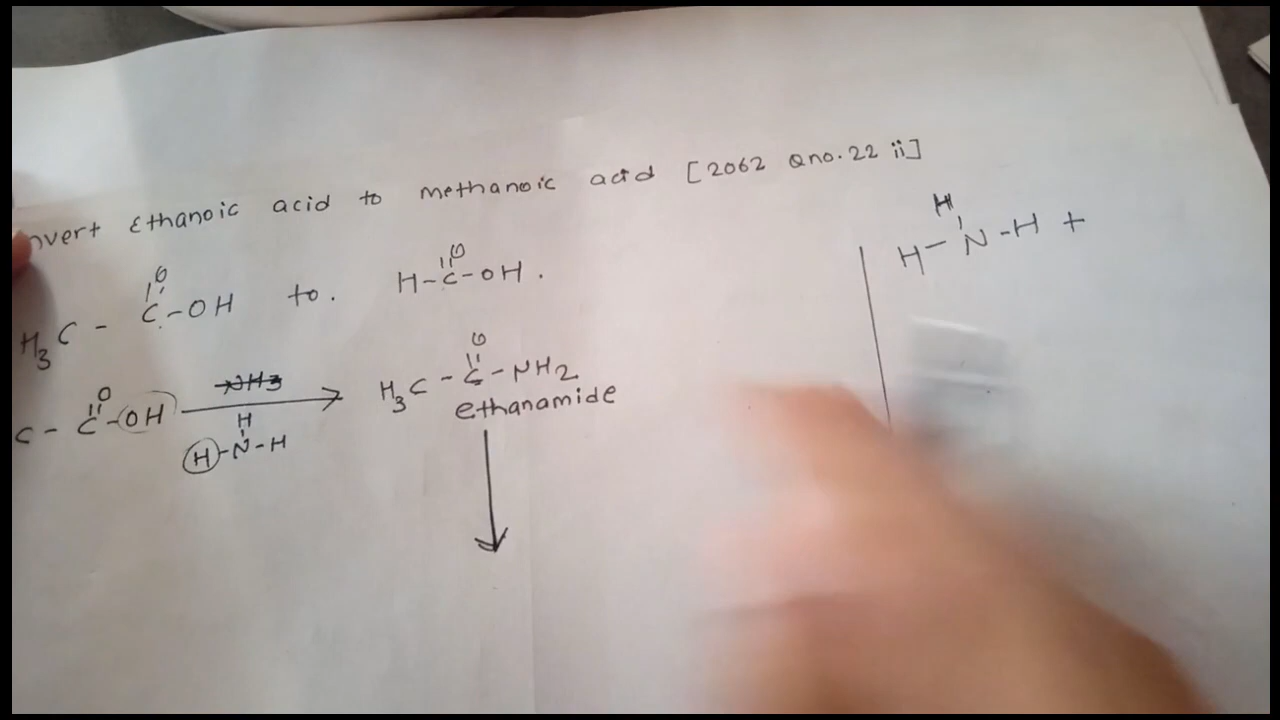 nvert Ethanoic acid to methanoic acid [2062 Qno.22 ii]
H3C - C(=O) - OH to. H - C(=O) - OH .
C - C(=O) - OH NH3 → H3C - C(=O) - NH2
H - N(-H) - H
ethanamide
H - N(-H) - H +